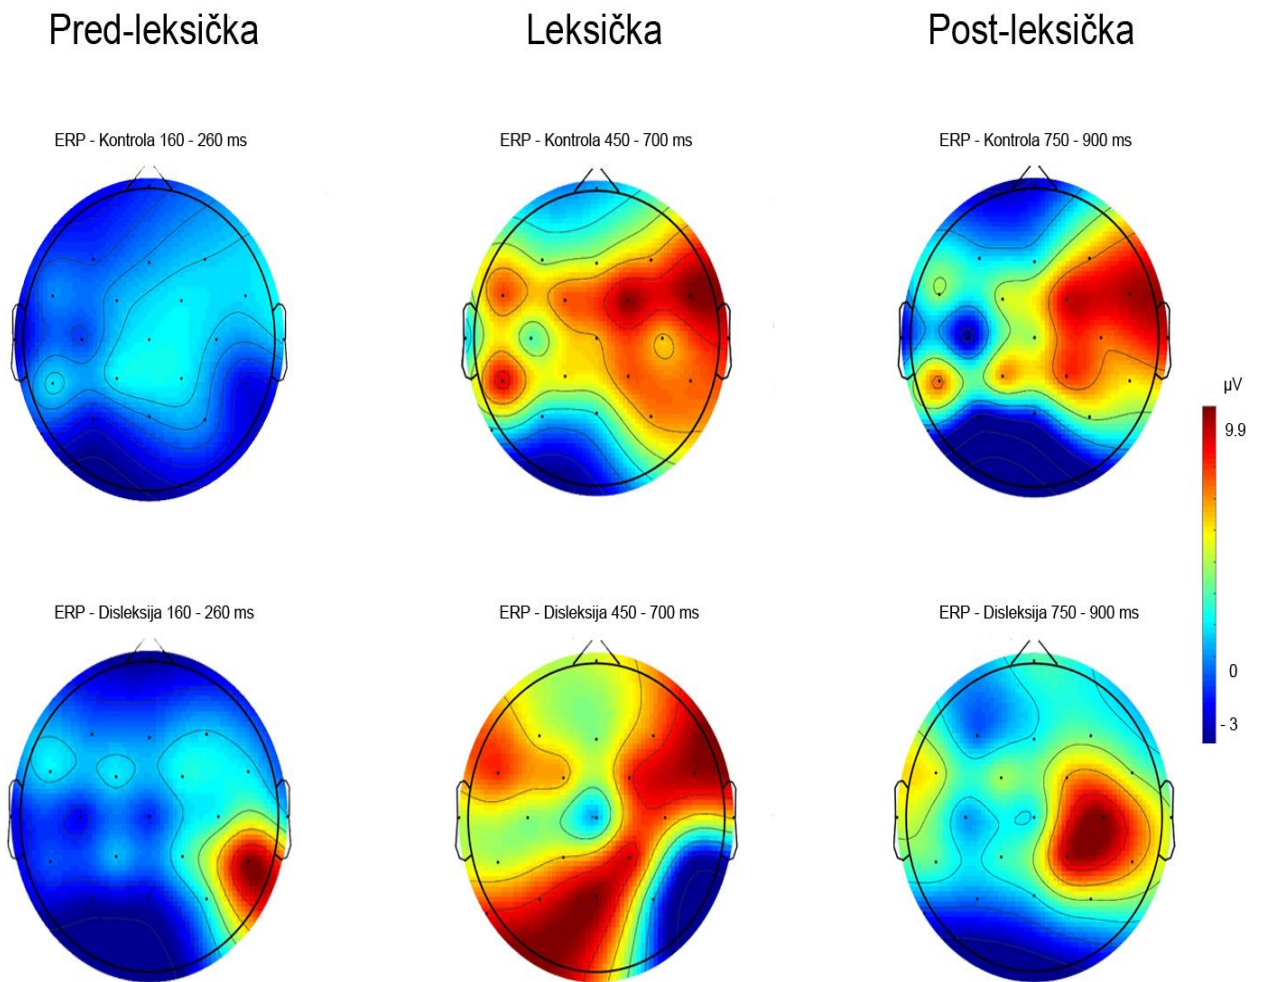 Pred-leksička
Leksička
Post-leksička
ERP - Kontrola 160 - 260 ms
ERP - Kontrola 450 - 700 ms
ERP - Kontrola 750 - 900 ms
µV
9.9
0
- 3
ERP - Disleksija 160 - 260 ms
ERP - Disleksija 450 - 700 ms
ERP - Disleksija 750 - 900 ms